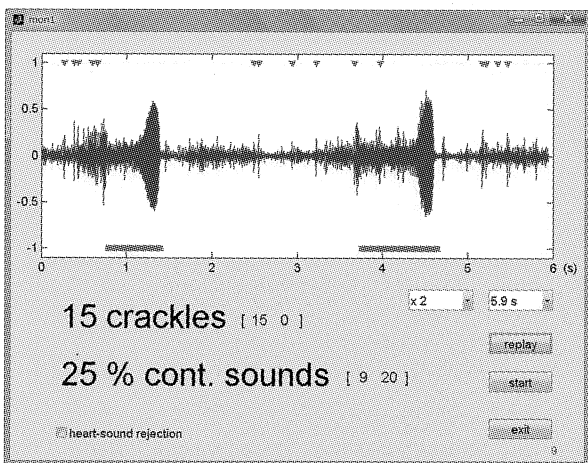 mon1
1
0.5
0
-0.5
-1
0 1 2 3 4 5 6 (s)
x 2 5.9 s
15 crackles [ 15 0 ]
replay
25 % cont. sounds [ 9 20 ]
start
heart-sound rejection
exit
9